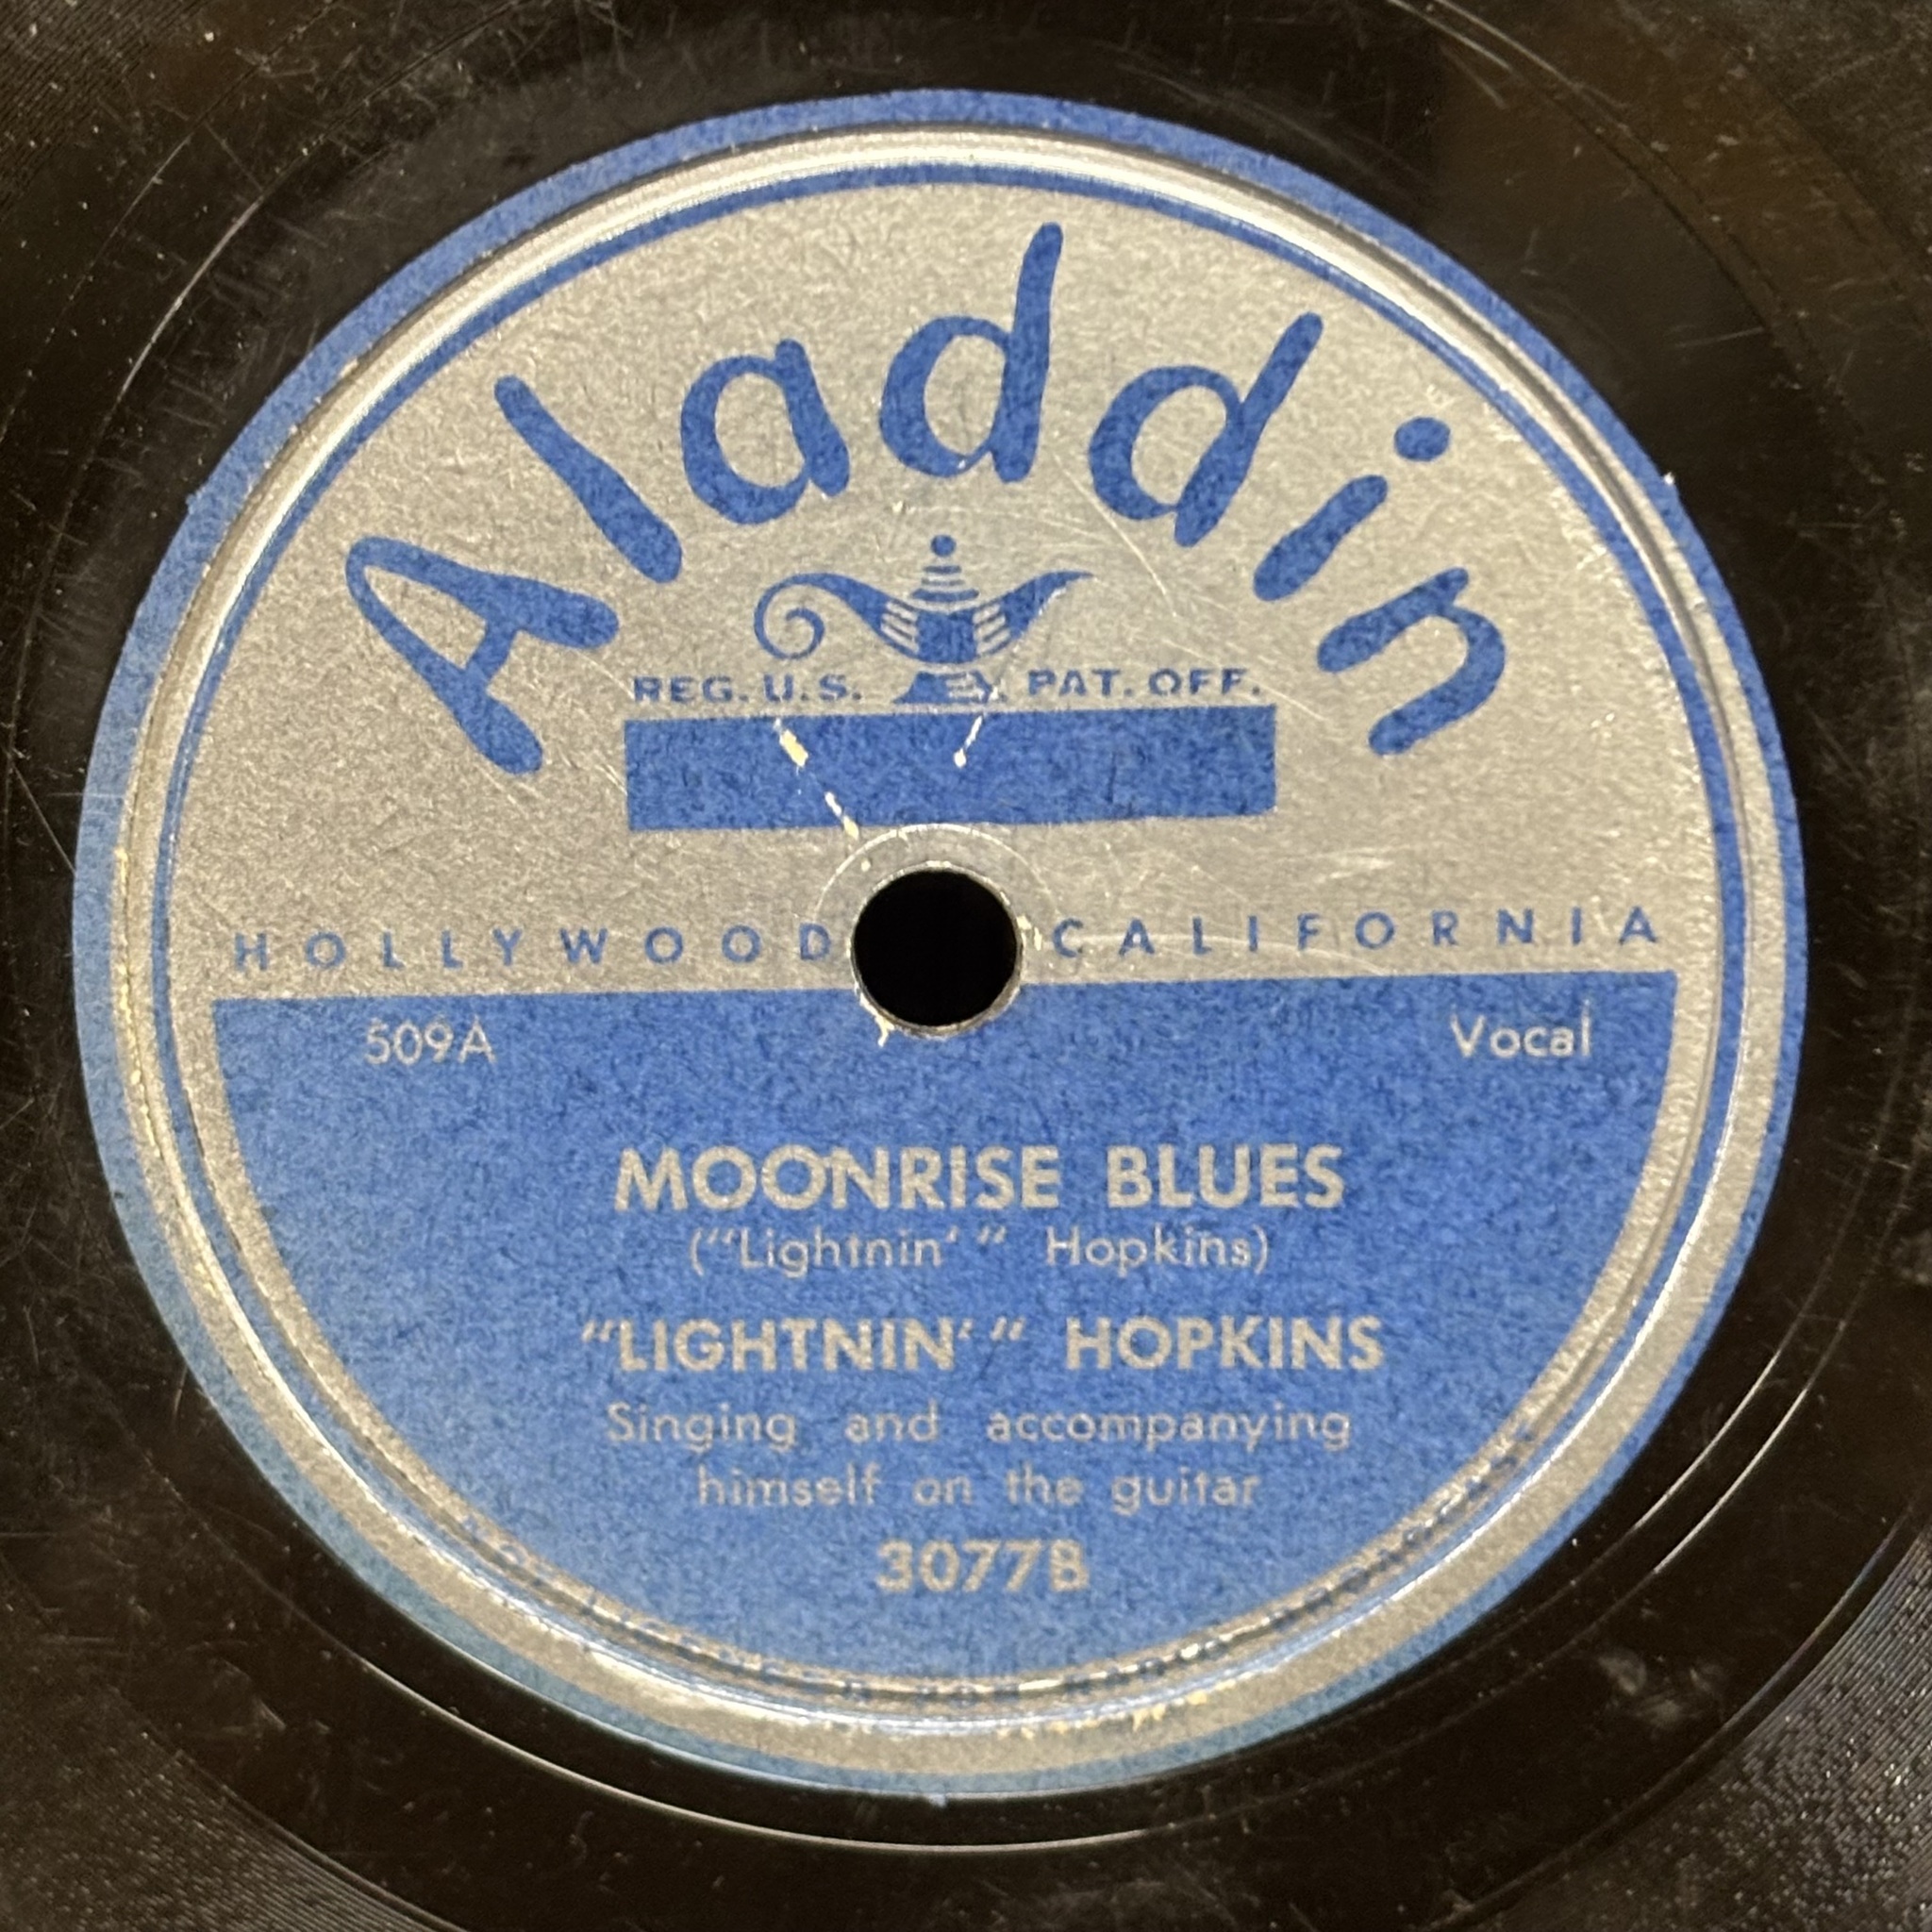 Aladdin
REG. U.S. PAT. OFF.
HOLLYWOOD CALIFORNIA
509A Vocal
MOONRISE BLUES
("Lightnin'" Hopkins)
"LIGHTNIN'" HOPKINS
Singing and accompanying
himself on the guitar
3077B